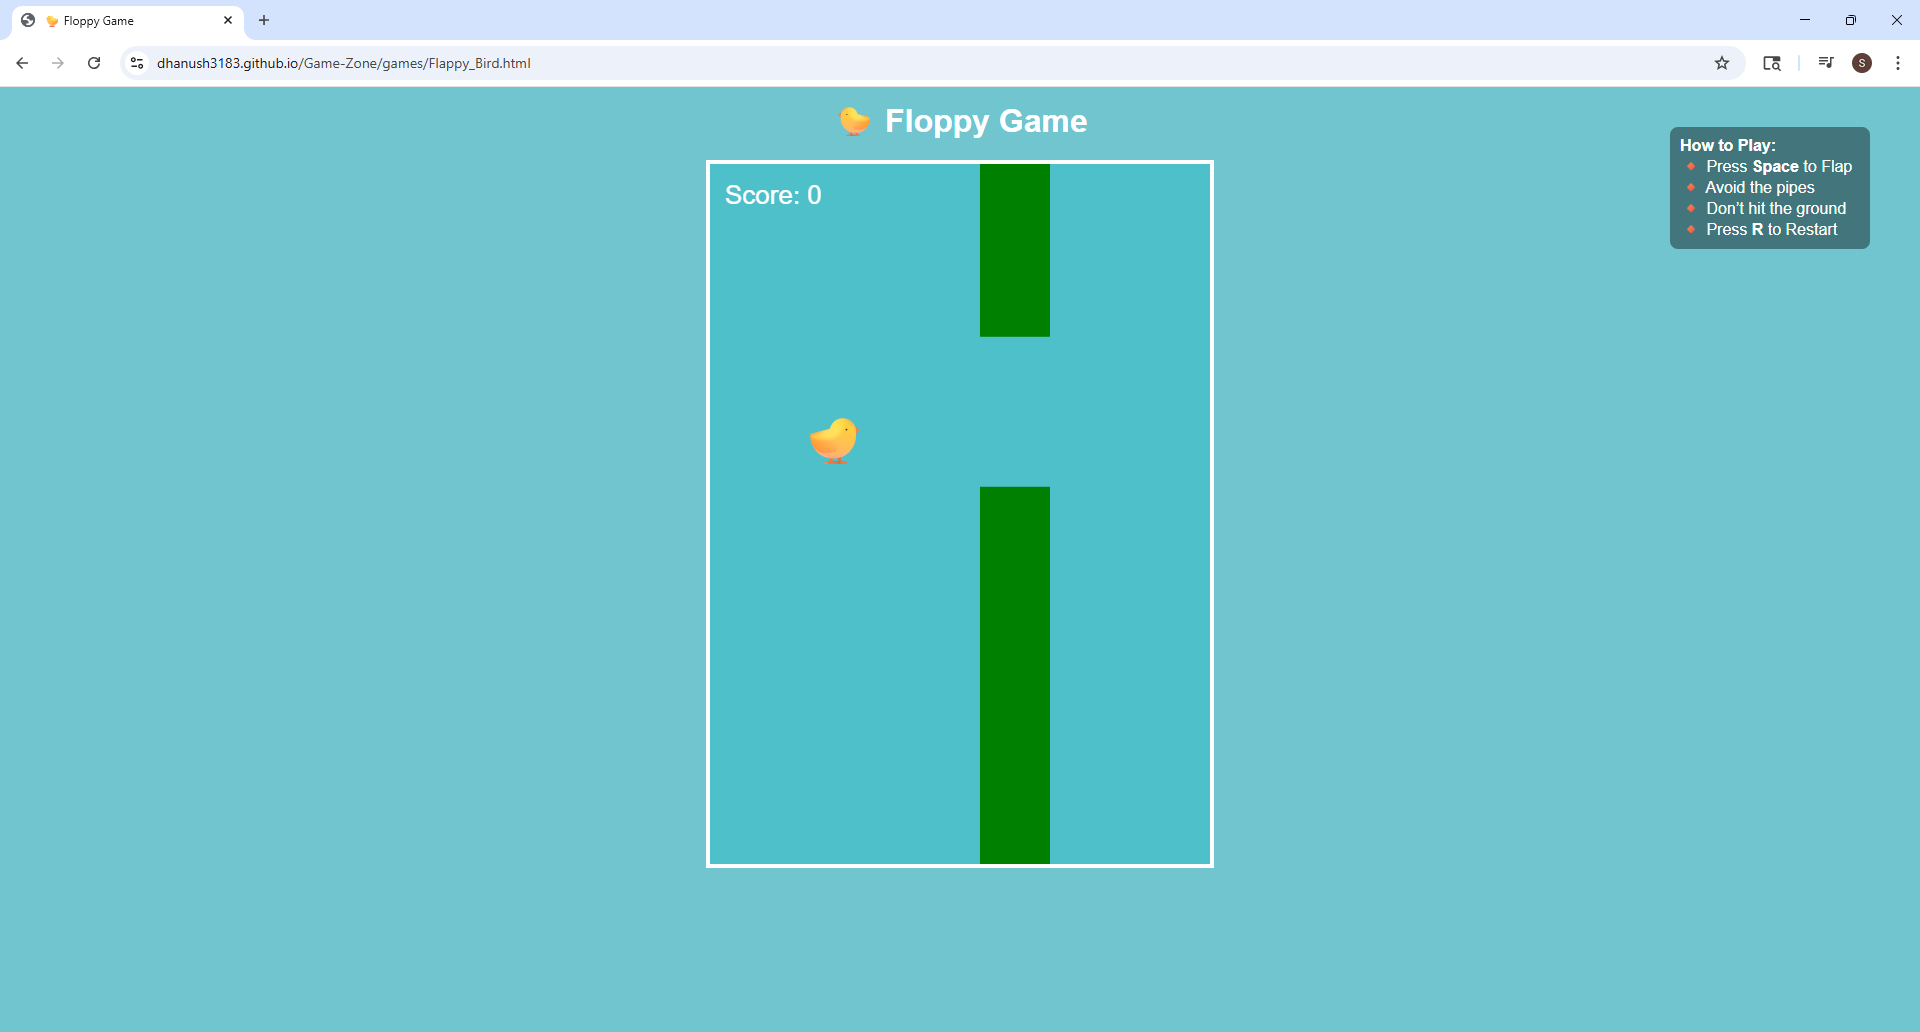 Floppy Game
dhanush3183.github.io/Game-Zone/games/Flappy_Bird.html
S
Floppy Game
Score: 0
How to Play:
Press Space to Flap
Avoid the pipes
Don't hit the ground
Press R to Restart